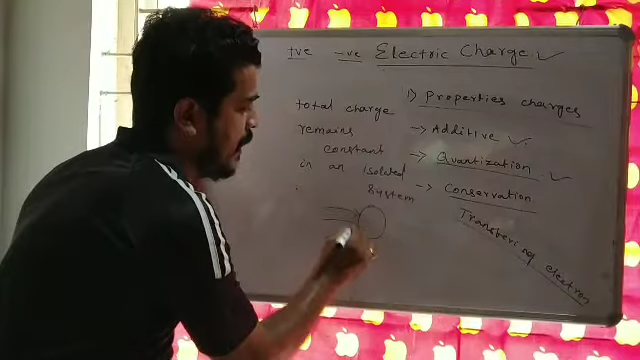 +ve -ve Electric Charge ✓
1) Properties charges
→ Additive ✓
→ Quantization ✓
→ Conservation
Transfering electron
total charge
remains
constant
in an isolated
system